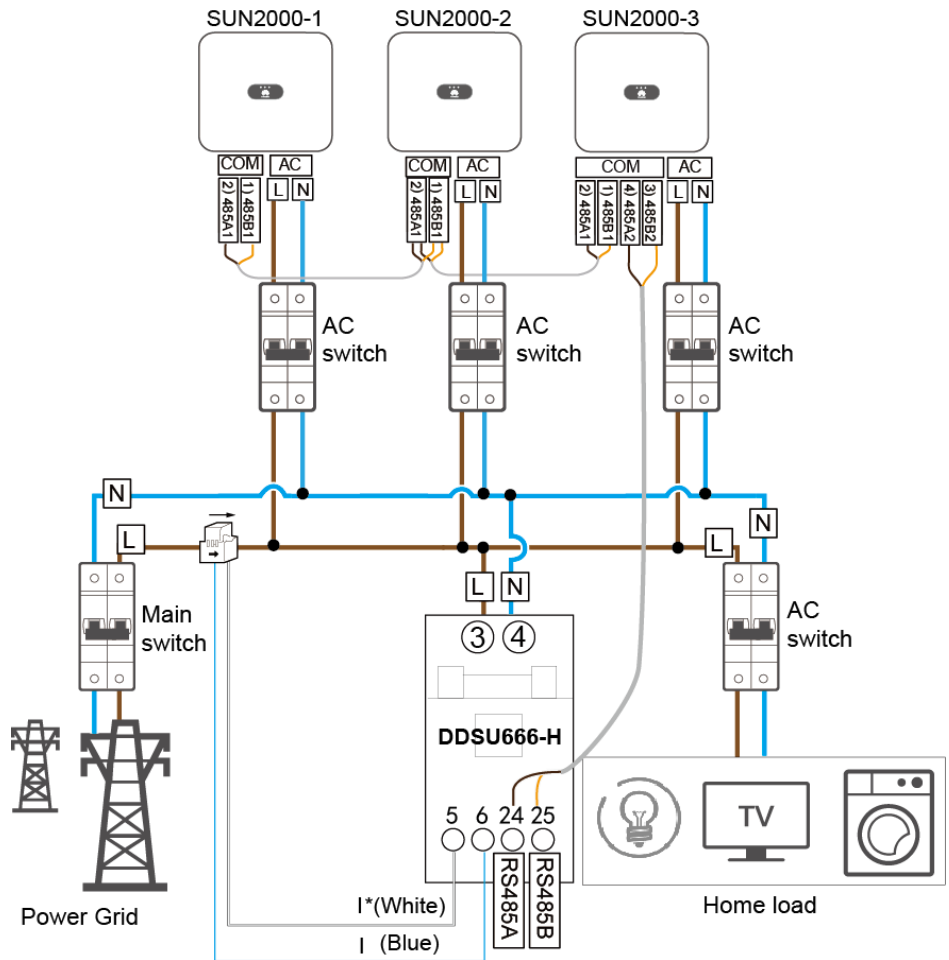 SUN2000-1
SUN2000-2
SUN2000-3
COM
AC
2) 485A1
1) 485B1
L
N
COM
AC
2) 485A1
1) 485B1
L
N
COM
AC
2) 485A1
1) 485B1
4) 485A2
3) 485B2
L
N
AC
switch
AC
switch
AC
switch
N
L
L
N
Main
switch
L
N
3
4
AC
switch
DDSU666-H
5
6
24
25
RS485A
RS485B
TV
I*(White)
I (Blue)
Power Grid
Home load